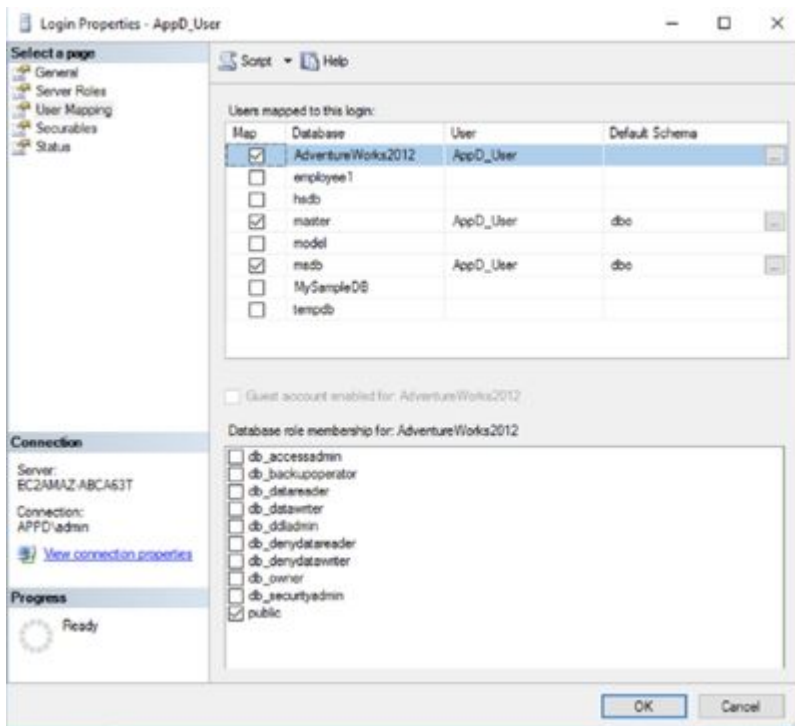 Login Properties - AppD_User
Select a page
General
Server Roles
User Mapping
Securables
Status
Script Help
Users mapped to this login:
Map Database User Default Schema
AdventureWorks2012 AppD_User
employee1
hsdb
master AppD_User dbo
model
msdb AppD_User dbo
MySampleDB
tempdb
Guest account enabled for: AdventureWorks2012
Database role membership for: AdventureWorks2012
db_accessadmin
db_backupoperator
db_datareader
db_datawriter
db_ddladmin
db_denydatareader
db_denydatawriter
db_owner
db_securityadmin
public
Connection
Server:
EC2AMAZ-ABCA63T
Connection:
APPD\admin
View connection properties
Progress
Ready
OK Cancel